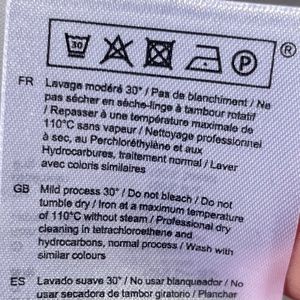 30 P ®
FR Lavage modéré 30° / Pas de blanchiment / Ne
pas sécher en sèche-linge à tambour rotatif
/ Repasser à une température maximale de
110°C sans vapeur / Nettoyage professionnel
à sec, au Perchloréthylène et aux
Hydrocarbures, traitement normal / Laver
avec coloris similaires
GB Mild process 30° / Do not bleach / Do not
tumble dry / Iron at a maximum temperature
of 110°C without steam / Professional dry
cleaning in tetrachloroethene and
hydrocarbons, normal process / Wash with
similar colours
ES Lavado suave 30° / No usar blanqueador / No
usar secadora de tambor giratorio / Planchar